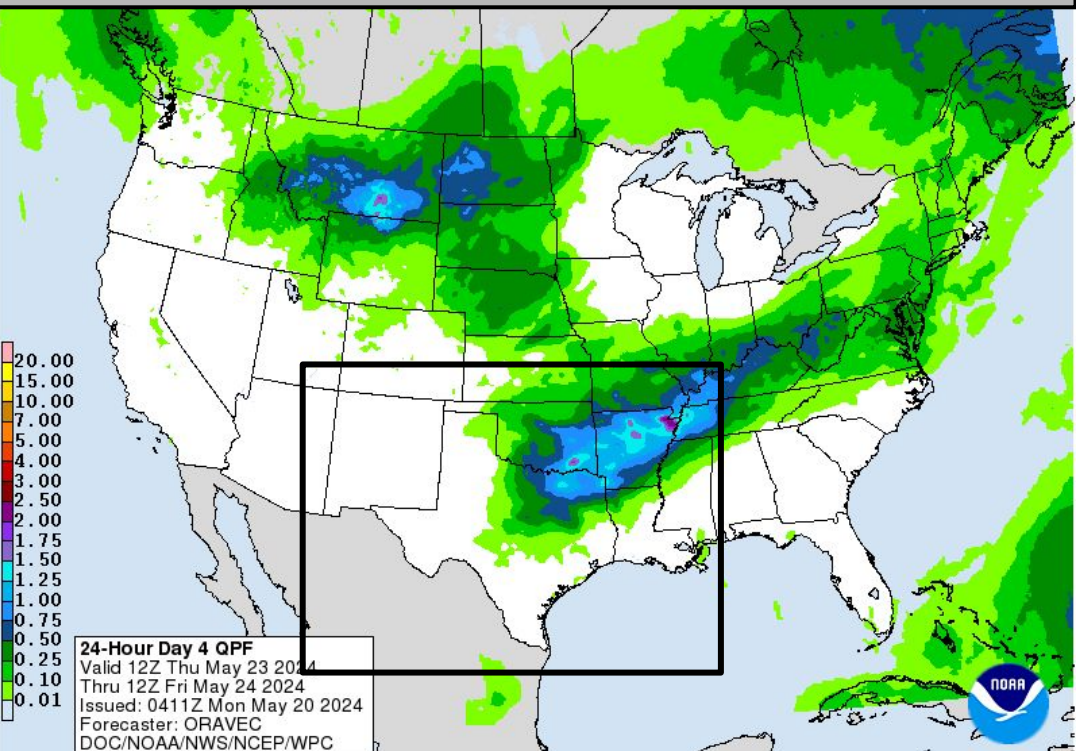 20.00
15.00
10.00
7.00
5.00
4.00
3.00
2.50
2.00
1.75
1.50
1.25
1.00
0.75
0.50
0.25
0.10
0.01
24-Hour Day 4 QPF
Valid 12Z Thu May 23 2024
Thru 12Z Fri May 24 2024
Issued: 0411Z Mon May 20 2024
Forecaster: ORAVEC
DOC/NOAA/NWS/NCEP/WPC
NOAA